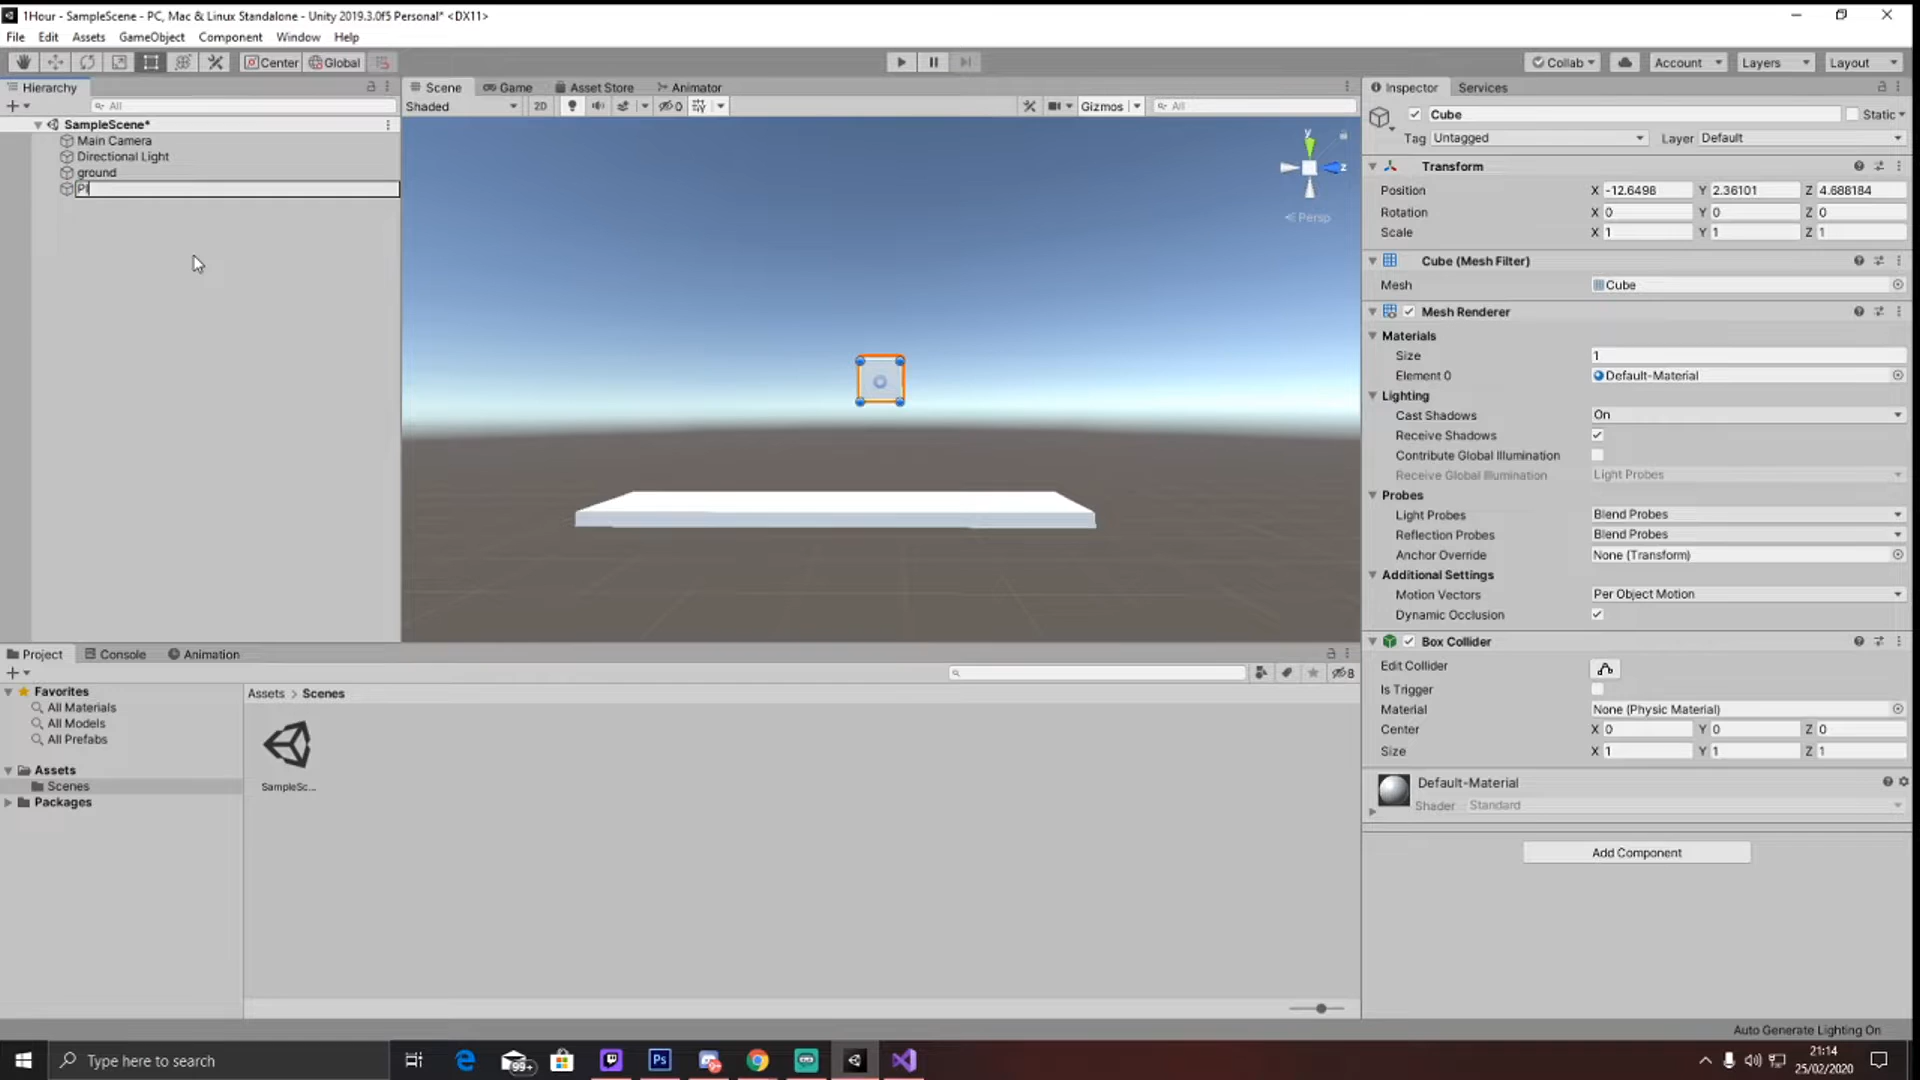 1Hour - SampleScene - PC, Mac & Linux Standalone - Unity 2019.3.0f5 Personal* <DX11>
File Edit Assets GameObject Component Window Help
Center Global Collab Account Layers Layout
Hierarchy
All
SampleScene*
Main Camera
Directional Light
ground
Pl
Scene Game Asset Store Animator
Shaded 2D 0 Gizmos All
y
z
Persp
Inspector Services
Cube Static
Tag Untagged Layer Default
Transform
Position X -12.6498 Y 2.36101 Z 4.688184
Rotation X 0 Y 0 Z 0
Scale X 1 Y 1 Z 1
Cube (Mesh Filter)
Mesh Cube
Mesh Renderer
Materials
Size 1
Element 0 Default-Material
Lighting
Cast Shadows On
Receive Shadows
Contribute Global Illumination
Receive Global Illumination Light Probes
Probes
Light Probes Blend Probes
Reflection Probes Blend Probes
Anchor Override None (Transform)
Additional Settings
Motion Vectors Per Object Motion
Dynamic Occlusion
Box Collider
Edit Collider
Is Trigger
Material None (Physic Material)
Center X 0 Y 0 Z 0
Size X 1 Y 1 Z 1
Default-Material
Shader Standard
Add Component
Project Console Animation
8
Favorites
All Materials
All Models
All Prefabs
Assets
Scenes
Packages
Assets > Scenes
SampleSc...
Auto Generate Lighting On
Type here to search
99+
Ps
21:14
25/02/2020